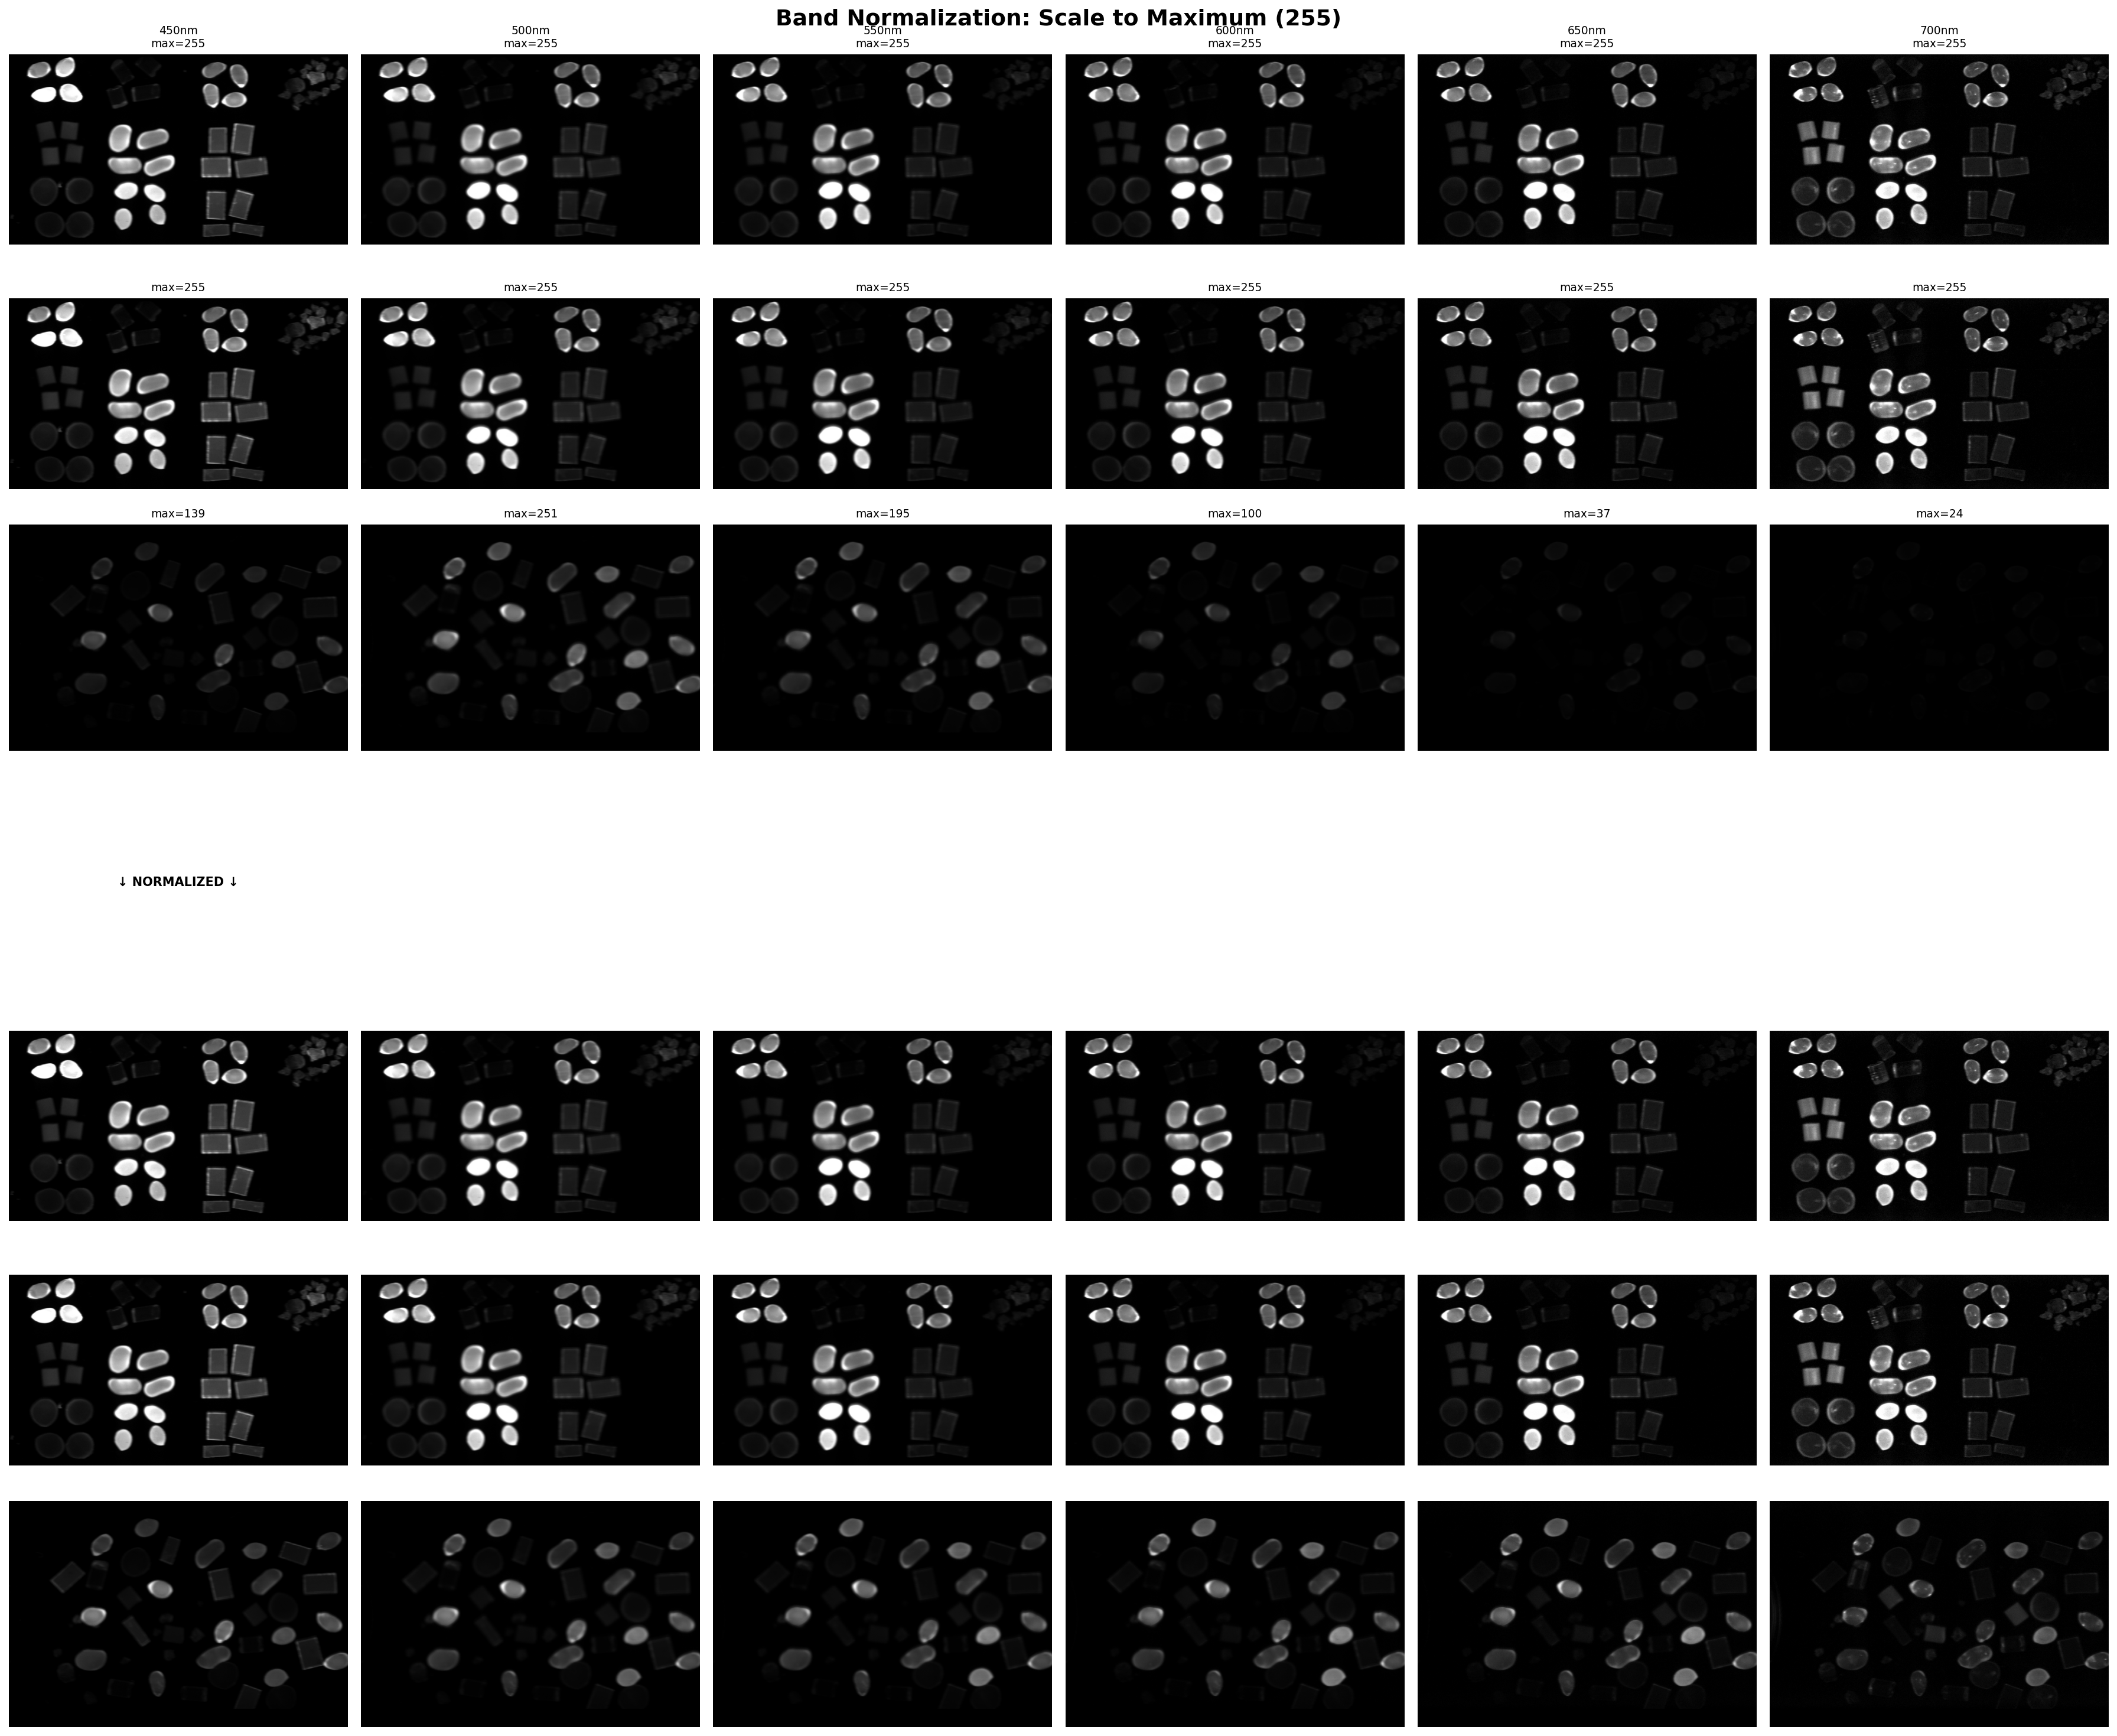 Band Normalization: Scale to Maximum (255)
450nm
max=255
500nm
max=255
550nm
max=255
600nm
max=255
650nm
max=255
700nm
max=255
max=255
max=255
max=255
max=255
max=255
max=255
max=139
max=251
max=195
max=100
max=37
max=24
↓ NORMALIZED ↓